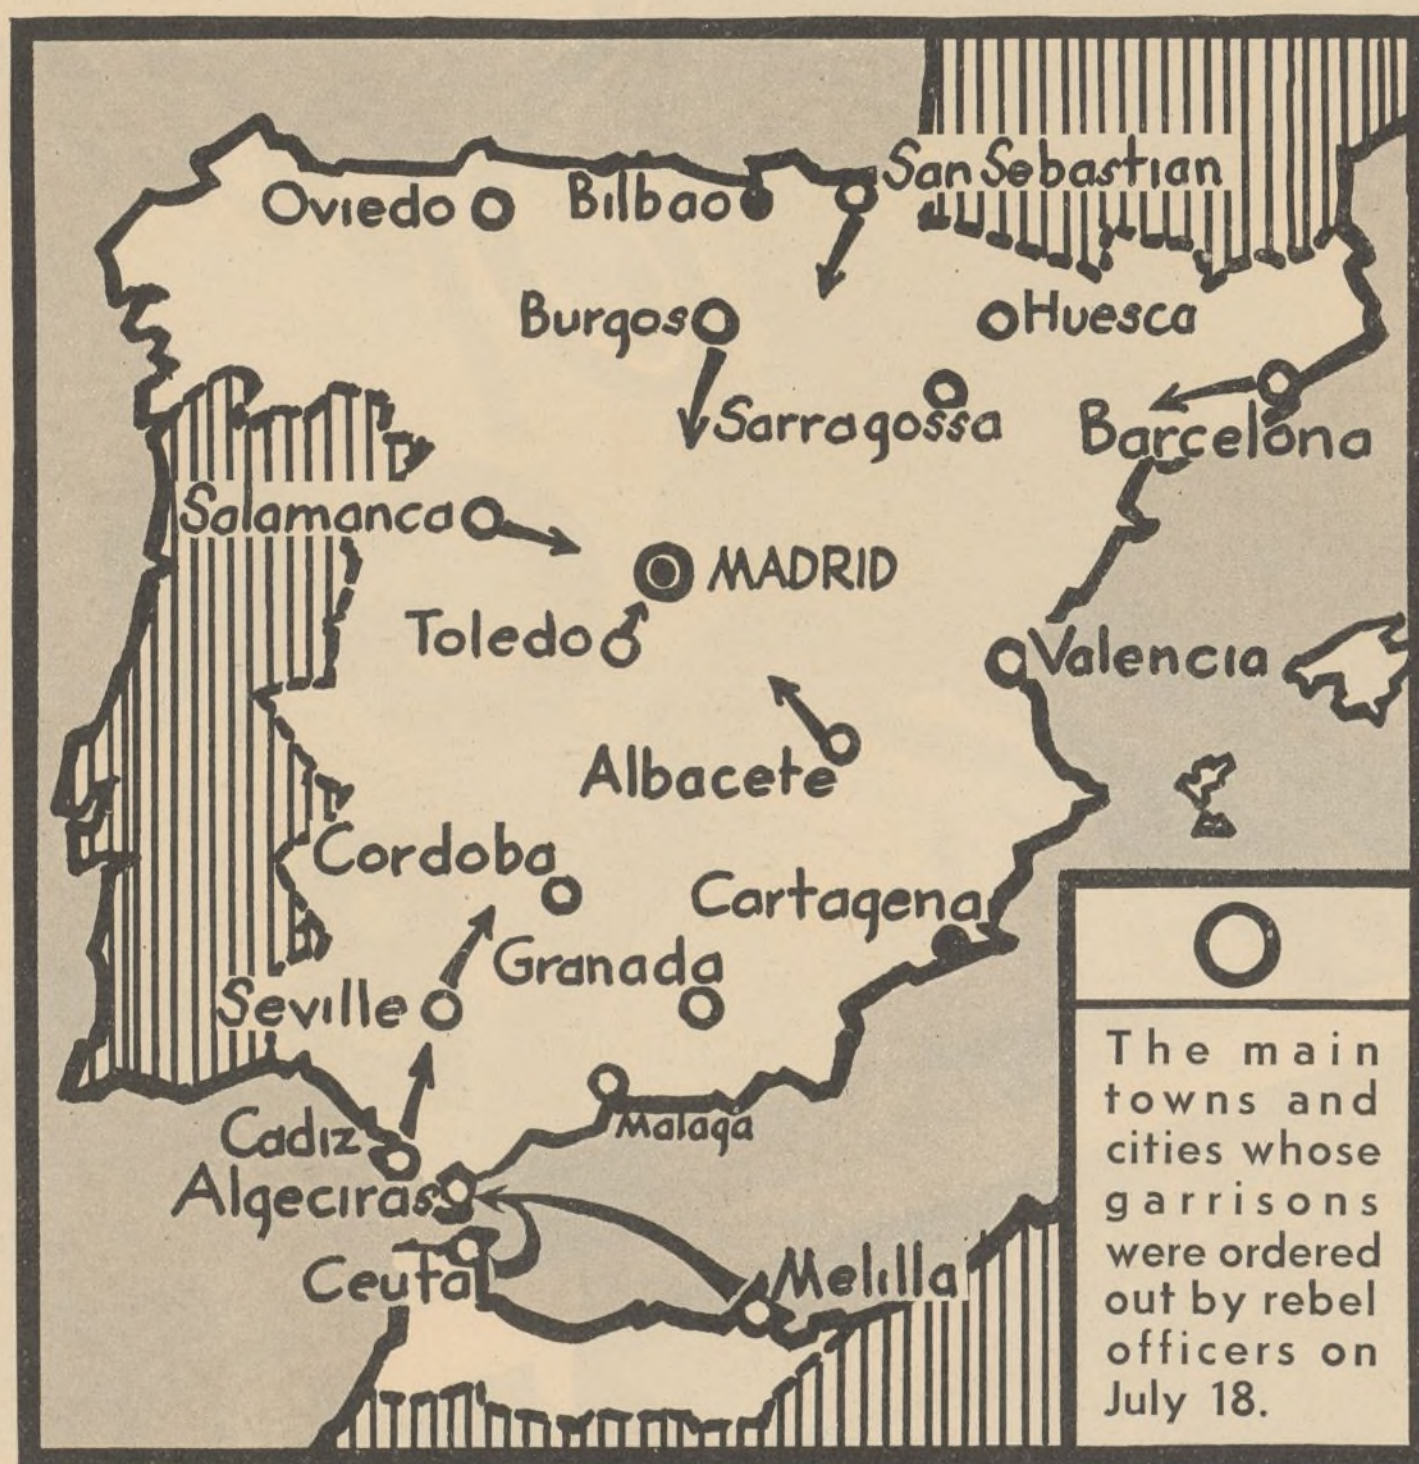 San Sebastian
Oviedo
Bilbao
Burgos
Huesca
Sarragossa
Barcelona
Salamanca
MADRID
Toledo
Valencia
Albacete
Cordoba
Cartagena
Granada
Seville
Cadiz
Malaga
Algeciras
Ceuta
Melilla
The main
towns and
cities whose
garrisons
were ordered
out by rebel
officers on
July 18.